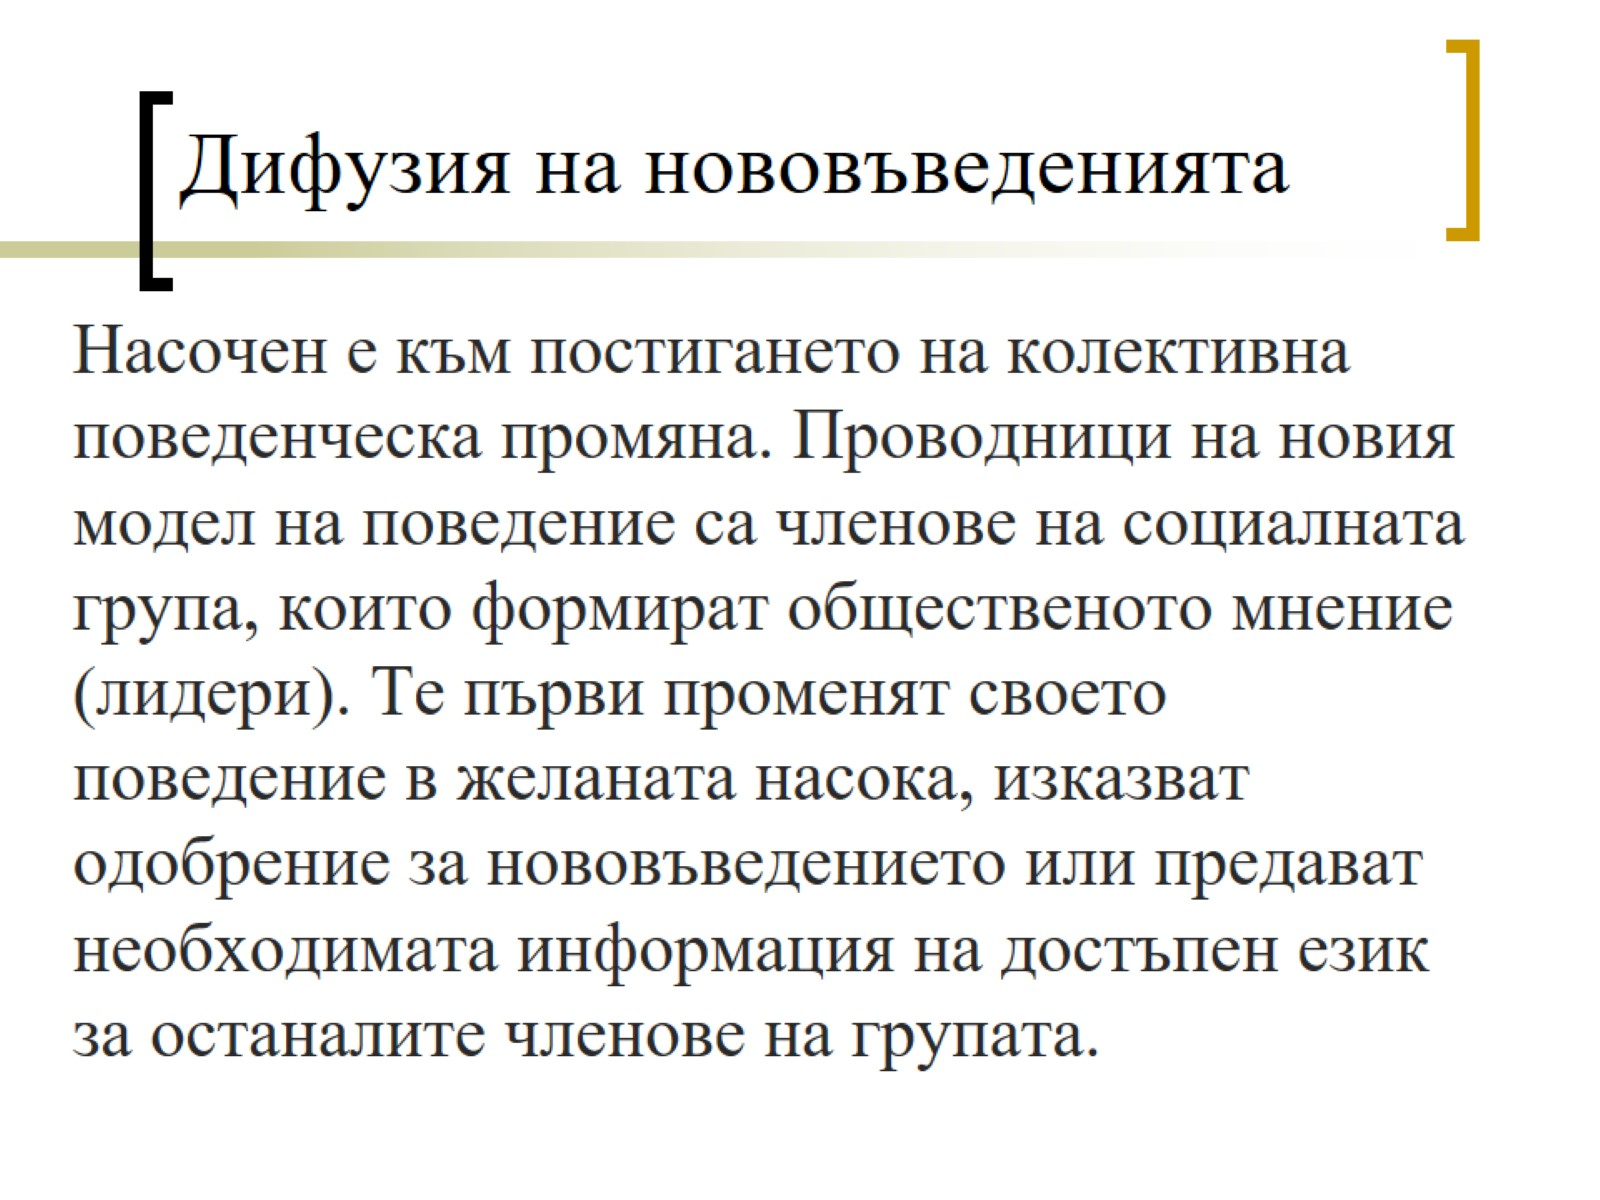 Дифузия на нововъведенията
Насочен е към постигането на колективна
поведенческа промяна. Проводници на новия
модел на поведение са членове на социалната
група, които формират общественото мнение
(лидери). Те първи променят своето
поведение в желаната насока, изказват
одобрение за нововъведението или предават
необходимата информация на достъпен език
за останалите членове на групата.